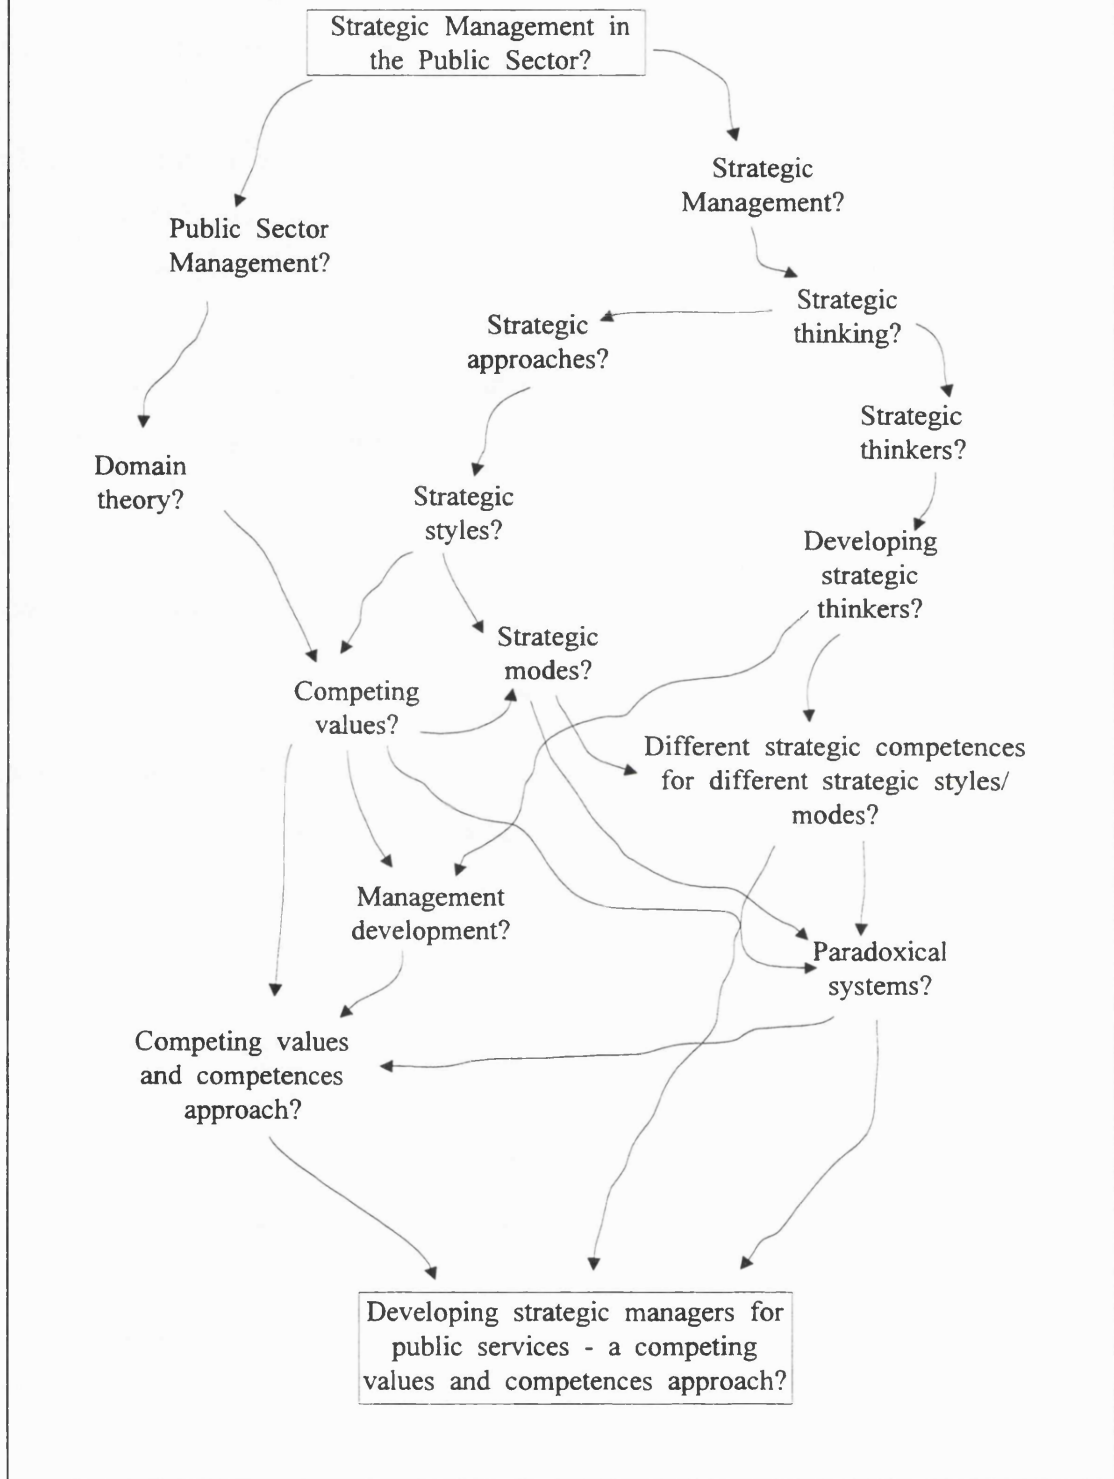 Strategic Management in
the Public Sector?
Strategic
Management?
Public Sector
Management?
Strategic
thinking?
Strategic
approaches?
Strategic
thinkers?
Domain
theory?
Strategic
styles?
Developing
strategic
thinkers?
Strategic
modes?
Competing
values?
Different strategic competences
for different strategic styles/
modes?
Management
development?
Paradoxical
systems?
Competing values
and competences
approach?
Developing strategic managers for
public services - a competing
values and competences approach?